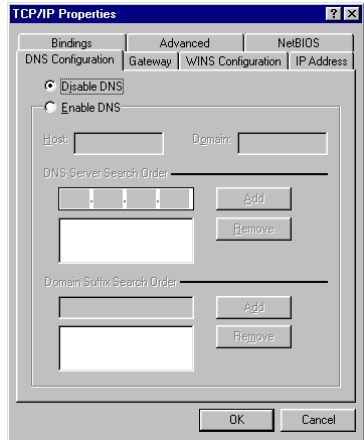 TCP/IP Properties
Bindings Advanced NetBIOS
DNS Configuration Gateway WINS Configuration IP Address
Disable DNS
Enable DNS
Host: Domain:
DNS Server Search Order
Add
Remove
Domain Suffix Search Order
Add
Remove
OK Cancel